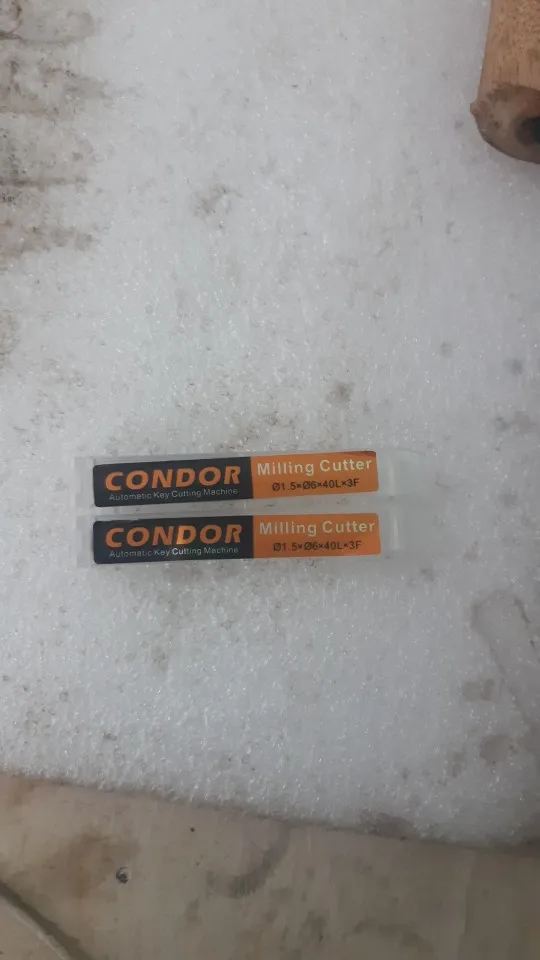 CONDOR
Automatic Key Cutting Machine
Milling Cutter
Ø1.5×Ø6×40L×3F
CONDOR
Automatic Key Cutting Machine
Milling Cutter
Ø1.5×Ø6×40L×3F